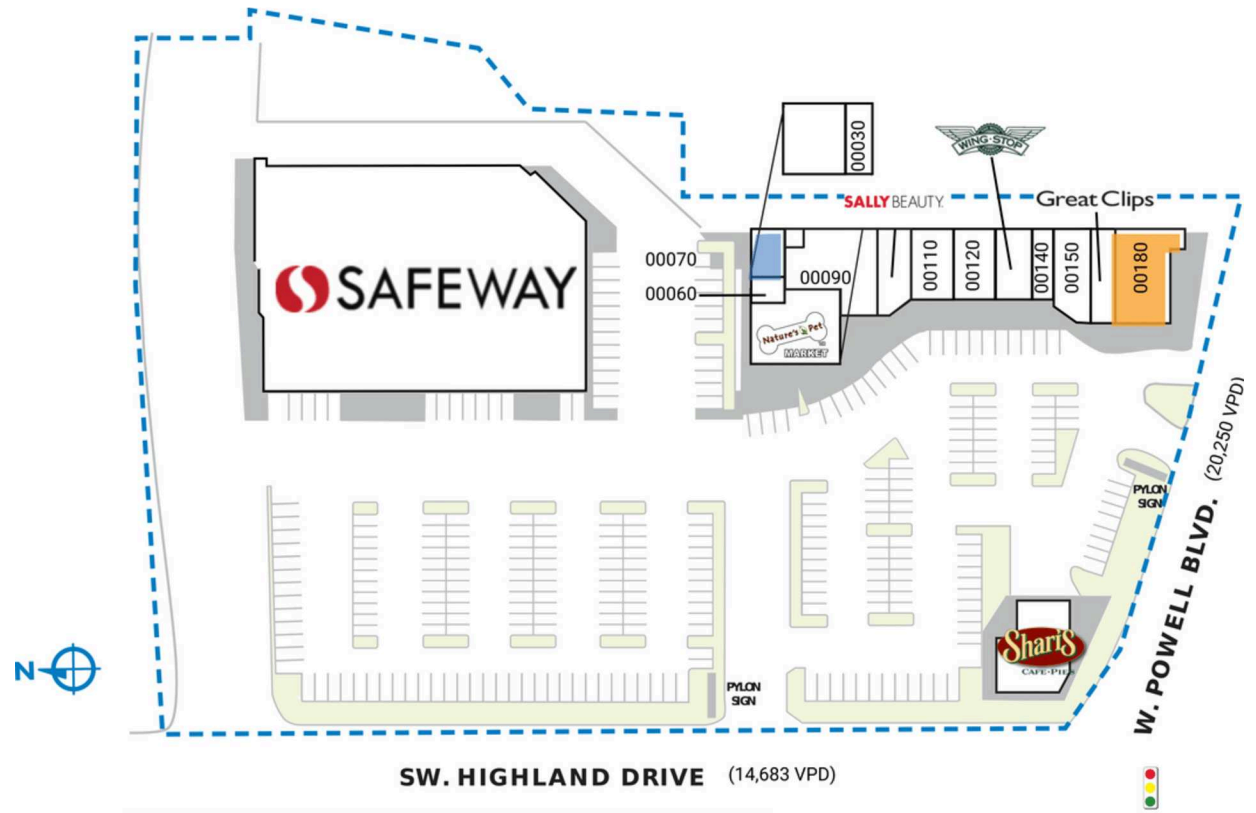 00030
WING·STOP
SALLY BEAUTY
Great Clips
SAFEWAY
00070
00060
00090
00110
00120
00140
00150
00180
Nature's Pet
MARKET
PYLON
SIGN
W. POWELL BLVD. (20,250 VPD)
Shari's
CAFE·PIES
N
PYLON
SIGN
SW. HIGHLAND DRIVE (14,683 VPD)